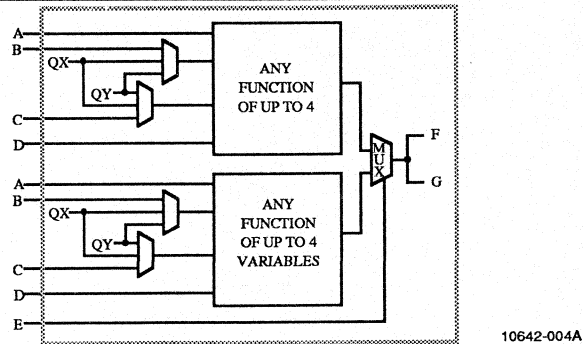 A
B
QX
QY
C
D
ANY
FUNCTION
OF UP TO 4
MUX
F
G
A
B
QX
QY
C
D
E
ANY
FUNCTION
OF UP TO 4
VARIABLES
10642-004A